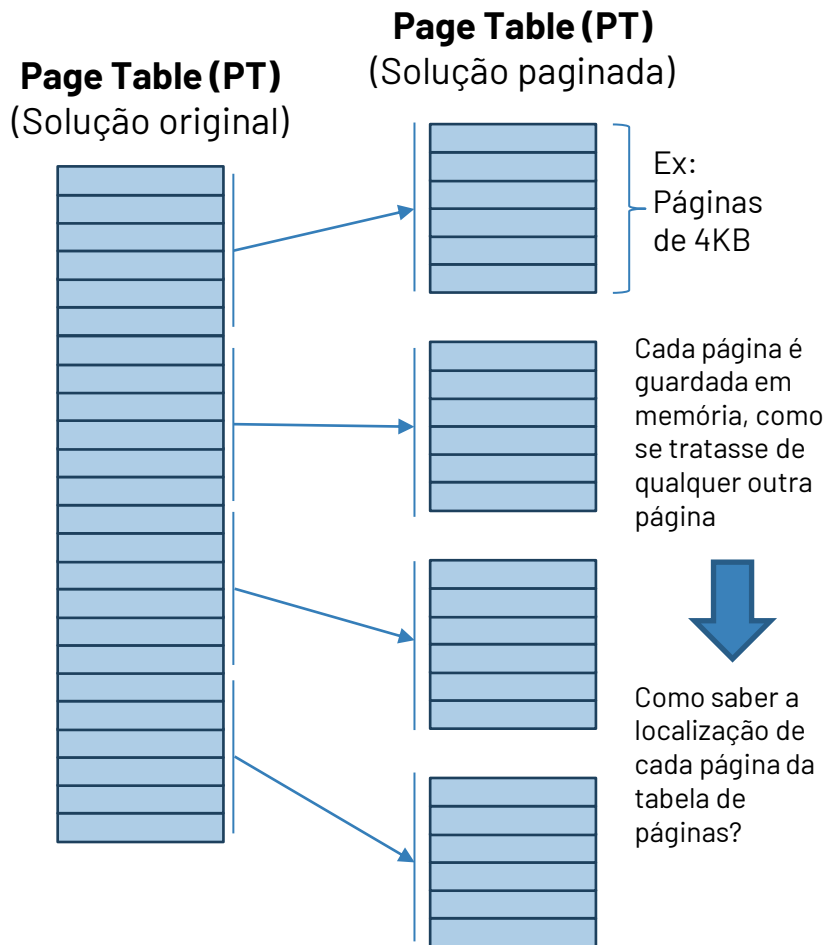 Page Table (PT)
(Solução original)
Page Table (PT)
(Solução paginada)
Ex:
Páginas
de 4KB
Cada página é
guardada em
memória, como
se tratasse de
qualquer outra
página
Como saber a
localização de
cada página da
tabela de
páginas?